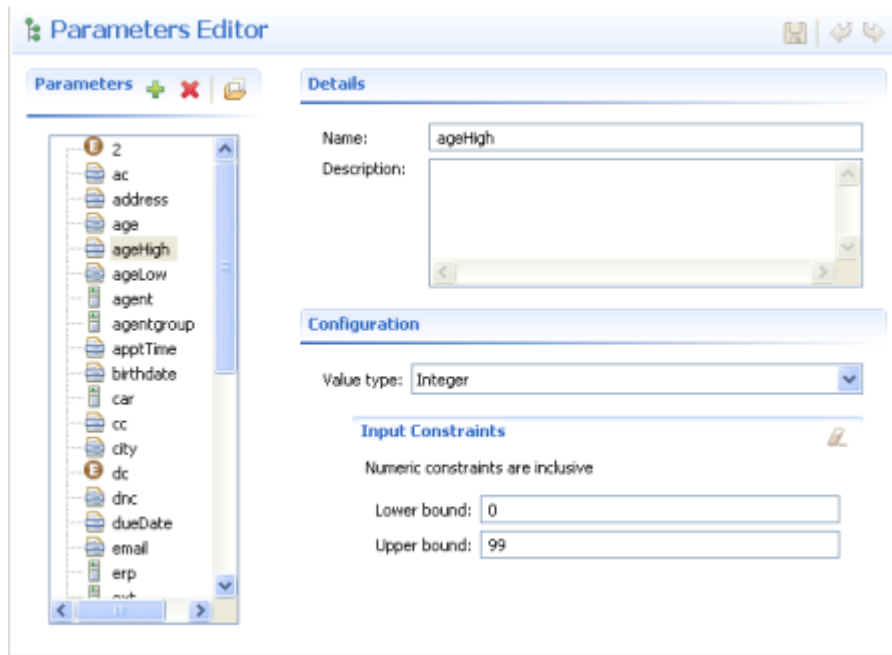 Parameters Editor
Parameters
2
ac
address
age
ageHigh
ageLow
agent
agentgroup
apptTime
birthdate
car
cc
city
dc
dnc
dueDate
email
erp
Details
Name: ageHigh
Description:
Configuration
Value type: Integer
Input Constraints
Numeric constraints are inclusive
Lower bound: 0
Upper bound: 99